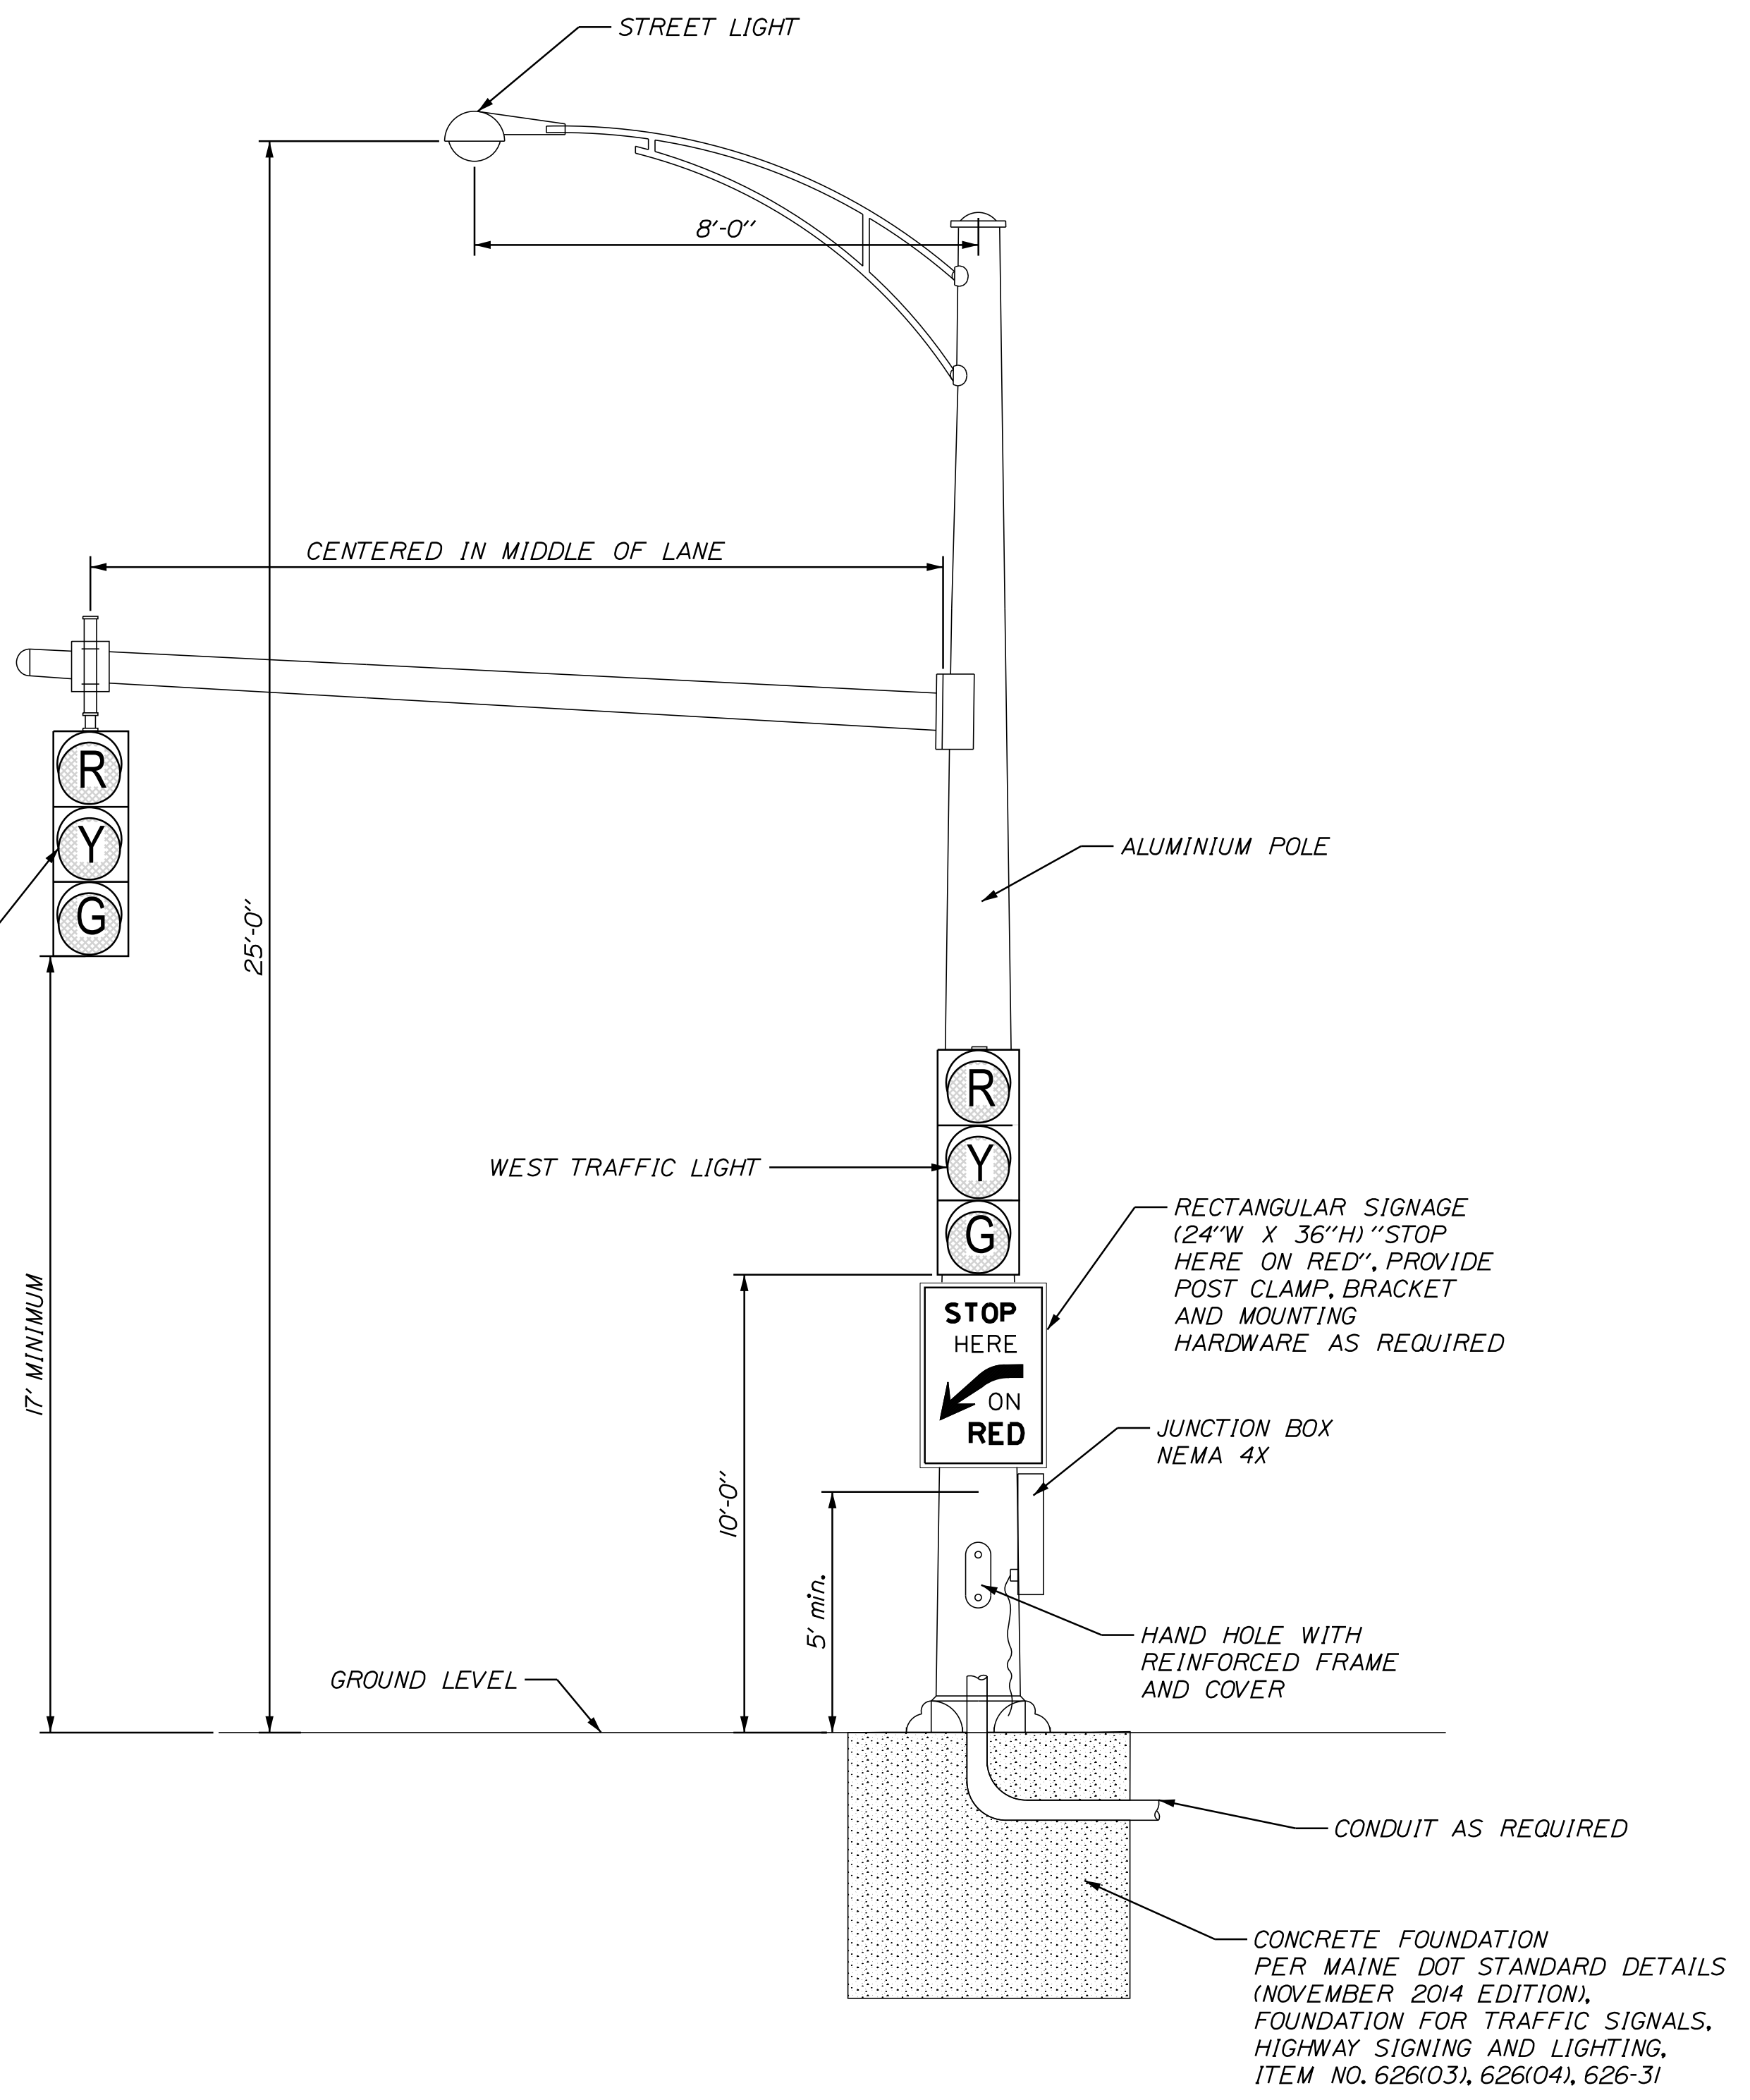 STREET LIGHT
8'-0"
CENTERED IN MIDDLE OF LANE
R
Y
G
25'-0"
ALUMINIUM POLE
R
Y
G
WEST TRAFFIC LIGHT
RECTANGULAR SIGNAGE
(24"W X 36"H) "STOP
HERE ON RED", PROVIDE
POST CLAMP, BRACKET
AND MOUNTING
HARDWARE AS REQUIRED
17' MINIMUM
STOP
HERE
ON
RED
JUNCTION BOX
NEMA 4X
10'-0"
5' min.
HAND HOLE WITH
REINFORCED FRAME
AND COVER
GROUND LEVEL
CONDUIT AS REQUIRED
CONCRETE FOUNDATION
PER MAINE DOT STANDARD DETAILS
(NOVEMBER 2014 EDITION),
FOUNDATION FOR TRAFFIC SIGNALS,
HIGHWAY SIGNING AND LIGHTING,
ITEM NO. 626(03), 626(04), 626-31